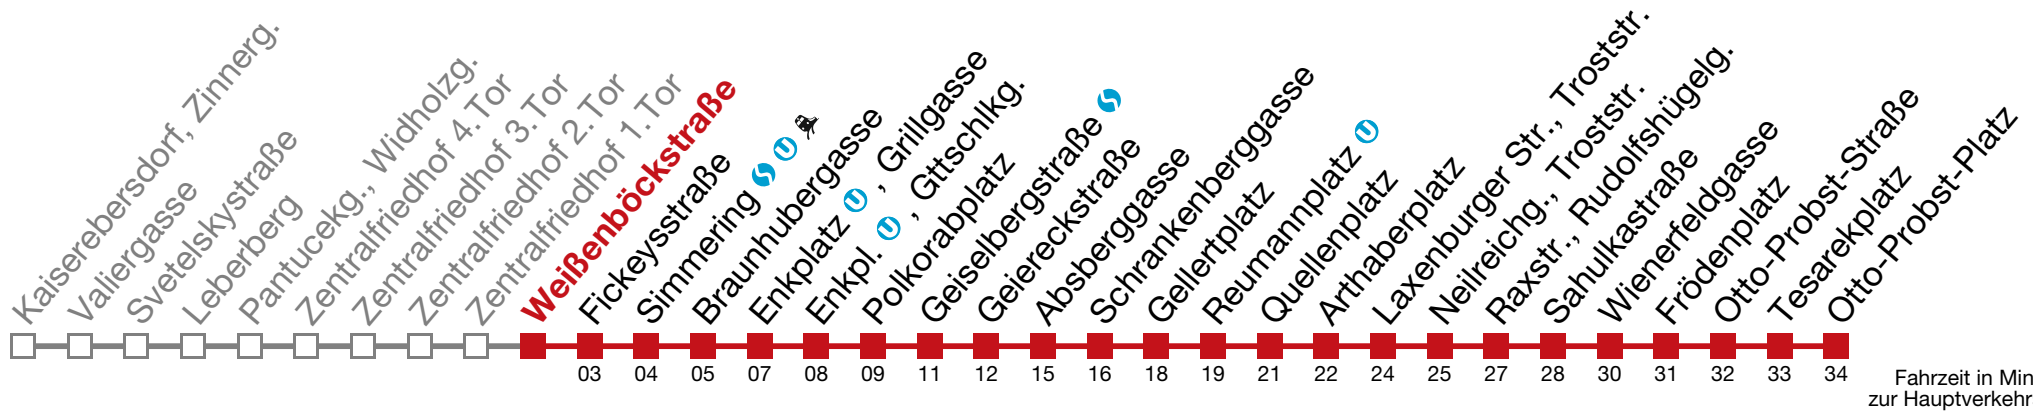 Kaiserebersdorf, Zinnerg.
Valiergasse
Svetelskystraße
Leberberg
Pantucekg., Widholzg.
Zentralfriedhof 4. Tor
Zentralfriedhof 3. Tor
Zentralfriedhof 2. Tor
Zentralfriedhof 1. Tor
Weißenböckstraße
Fickeysstraße
Simmering S U
Braunhubergasse
Enkplatz U , Grillgasse
Enkpl. U , Gttschlkg.
Polkorabplatz
Geiselbergstraße S
Geiereckstraße
Absberggasse
Schrankenberggasse
Gellertplatz
Reumannplatz U
Quellenplatz
Arthaberplatz
Laxenburger Str., Troststr.
Neilreichg., Troststr.
Raxstr., Rudolfshügelg.
Sahulkastraße
Wienerfeldgasse
Frödenplatz
Otto-Probst-Straße
Tesarekplatz
Otto-Probst-Platz
03 04 05 07 08 09 11 12 15 16 18 19 21 22 24 25 27 28 30 31 32 33 34
Fahrzeit in Min
zur Hauptverkehr